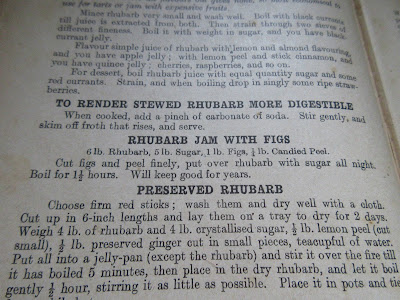 use for tarts or jam with expensive fruits
Mince rhubarb very small and wash well. Boil with black currants
till juice is extracted from both. Then strain through two sieves of
different fineness. Boil it with weight in sugar, and you have black
currant jelly.
Flavour simple juice of rhubarb with lemon and almond flavouring,
and you have apple jelly; with lemon peel and stick cinnamon, and
you have quince jelly; cherries, raspberries, and so on.
For dessert, boil rhubarb juice with equal quantity sugar and some
red currants. Strain, and when boiling drop in singly some ripe straw-
berries.
TO RENDER STEWED RHUBARB MORE DIGESTIBLE
When cooked, add a pinch of carbonate of soda. Stir gently, and
skim off froth that rises, and serve.
RHUBARB JAM WITH FIGS
6 lb. Rhubarb, 5 lb. Sugar, 1 lb. Figs, ¼ lb. Candied Peel.
Cut figs and peel finely, put over rhubarb with sugar all night.
Boil for 1½ hours. Will keep good for years.
PRESERVED RHUBARB
Choose firm red sticks; wash them and dry well with a cloth.
Cut up in 6-inch lengths and lay them on a tray to dry for 2 days.
Weigh 4 lb. of rhubarb and 4 lb. crystallised sugar, ½ lb. lemon peel (cut
small), ½ lb. preserved ginger cut in small pieces, teacupful of water.
Put all into a jelly-pan (except the rhubarb) and stir it over the fire till
it has boiled 5 minutes, then place in the dry rhubarb, and let it boil
gently 1 hour, stirring it as little as possible. Place it in pots and tie